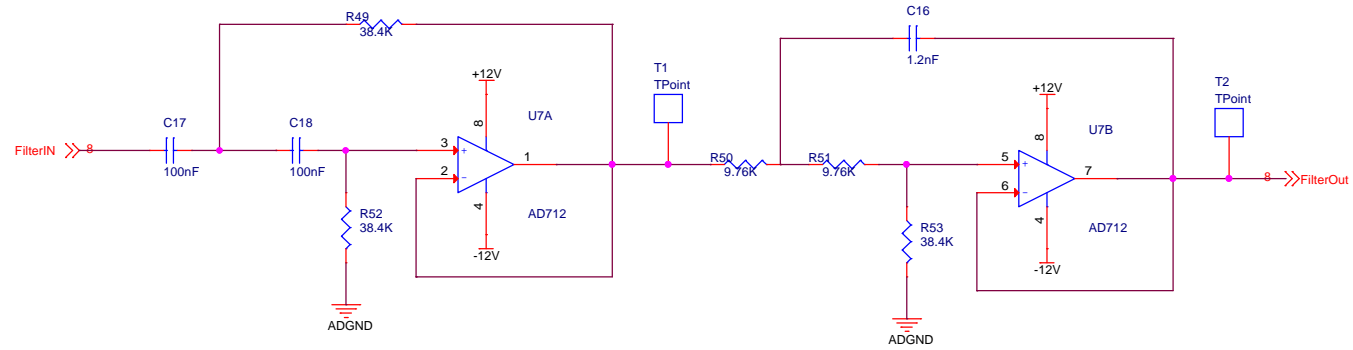 R49
38.4K
C16
1.2nF
T1
TPoint
T2
TPoint
+12V
+12V
U7A
U7B
C17
C18
8
8
FilterIN
8
3
+
1
5
+
7
100nF
100nF
2
−
R50
9.76K
R51
9.76K
6
−
8
FilterOut
R52
38.4K
4
AD712
R53
38.4K
4
AD712
-12V
-12V
ADGND
ADGND